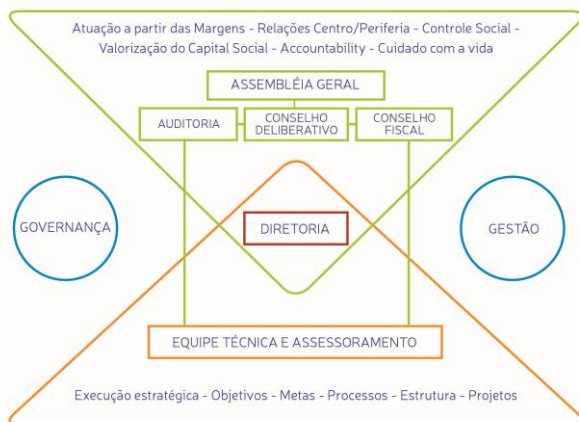 Atuação a partir das Margens - Relações Centro/Periferia - Controle Social -
Valorização do Capital Social - Accountability - Cuidado com a vida
ASSEMBLÉIA GERAL
AUDITORIA
CONSELHO
DELIBERATIVO
CONSELHO
FISCAL
GOVERNANÇA
DIRETORIA
GESTÃO
EQUIPE TÉCNICA E ASSESSORAMENTO
Execução estratégica - Objetivos - Metas - Processos - Estrutura - Projetos